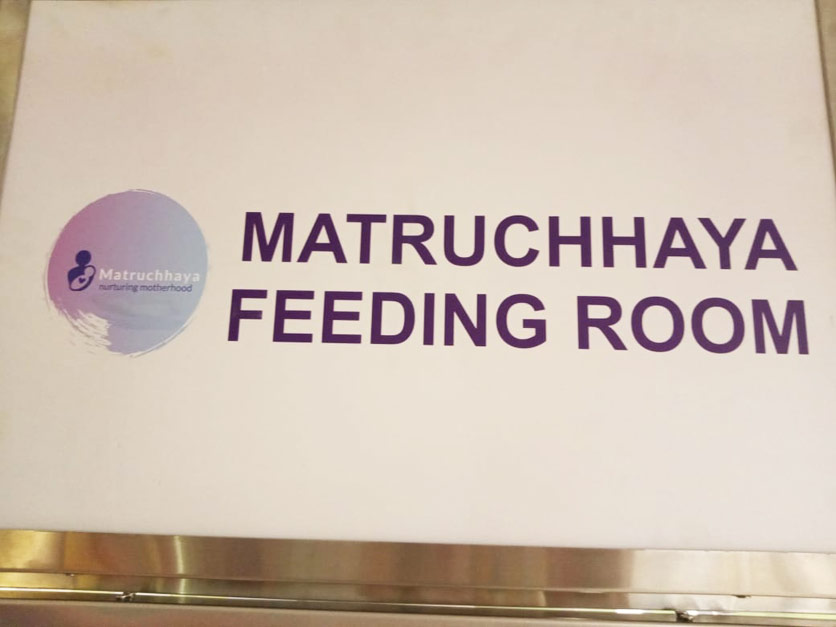 MATRUCHHAYA
FEEDING ROOM
Matruchhaya
nurturing motherhood